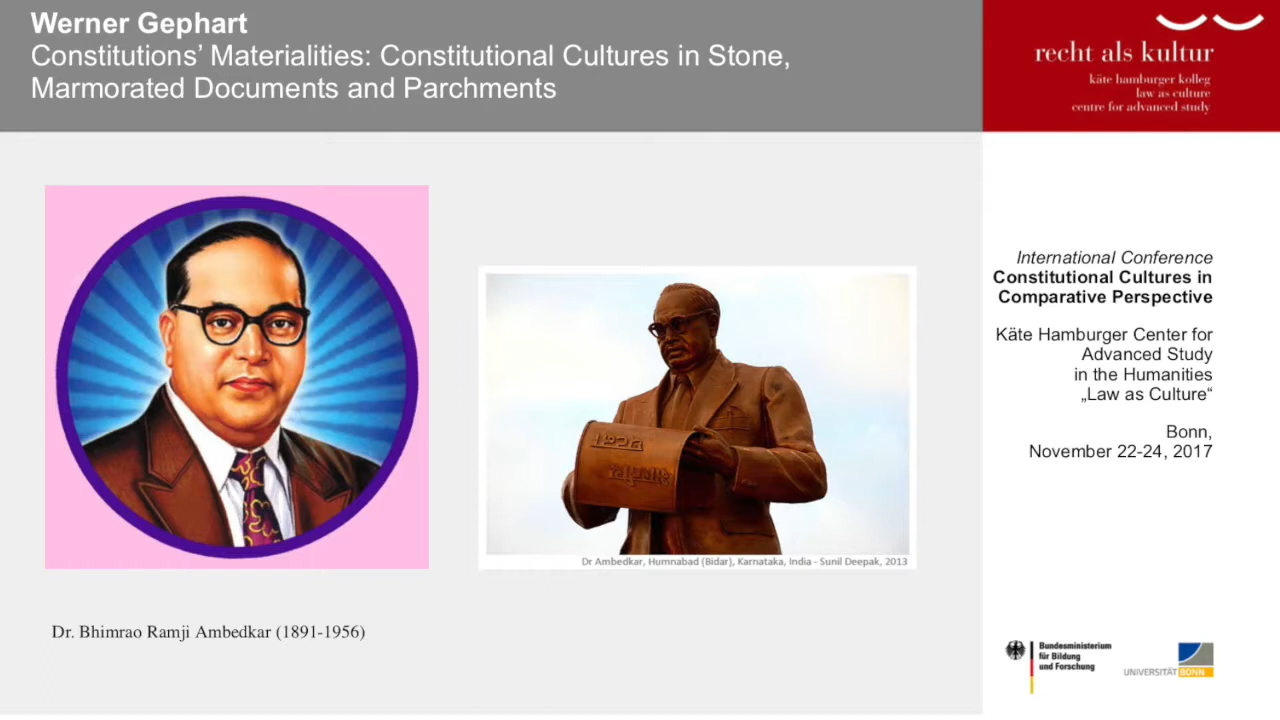 Werner Gephart
Constitutions’ Materialities: Constitutional Cultures in Stone,
Marmorated Documents and Parchments
recht als kultur
käte hamburger kolleg
law as culture
centre for advanced study
International Conference
Constitutional Cultures in
Comparative Perspective
Käte Hamburger Center for
Advanced Study
in the Humanities
„Law as Culture“
Bonn,
November 22-24, 2017
Dr Ambedkar, Humnabad (Bidar), Karnataka, India - Sunil Deepak, 2013
Dr. Bhimrao Ramji Ambedkar (1891-1956)
Bundesministerium
für Bildung
und Forschung
UNIVERSITÄT BONN